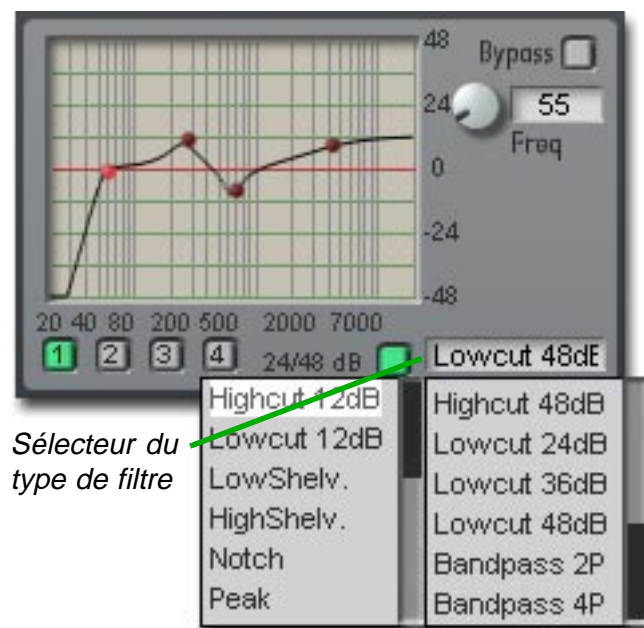 48
Bypass
24
55
Freq
0
-24
-48
20 40 80 200 500 2000 7000
1 2 3 4 24/48 dB Lowcut 48dE
Sélecteur du
type de filtre
Highcut 12dB
Lowcut 12dB
LowShelv.
HighShelv.
Notch
Peak
Highcut 48dB
Lowcut 24dB
Lowcut 36dB
Lowcut 48dB
Bandpass 2P
Bandpass 4P